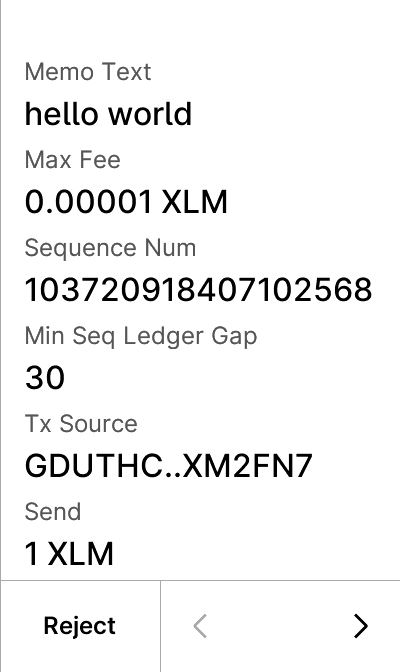 Memo Text
hello world
Max Fee
0.00001 XLM
Sequence Num
103720918407102568
Min Seq Ledger Gap
30
Tx Source
GDUTHC..XM2FN7
Send
1 XLM
Reject